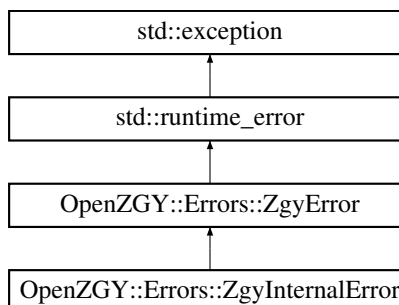 std::exception
std::runtime_error
OpenZGY::Errors::ZgyError
OpenZGY::Errors::ZgyInternalError